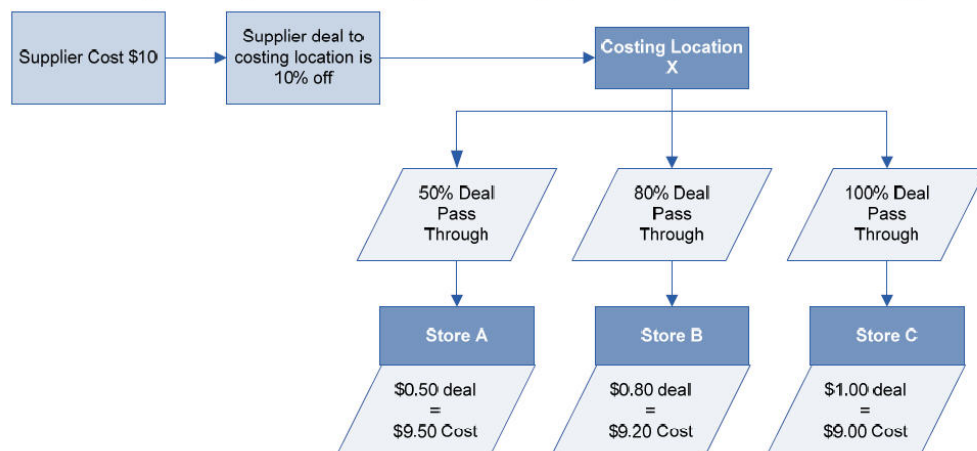 Supplier Cost $10
Supplier deal to
costing location is
10% off
Costing Location
X
50% Deal
Pass
Through
80% Deal
Pass
Through
100% Deal
Pass
Through
Store A
Store B
Store C
$0.50 deal
=
$9.50 Cost
$0.80 deal
=
$9.20 Cost
$1.00 deal
=
$9.00 Cost